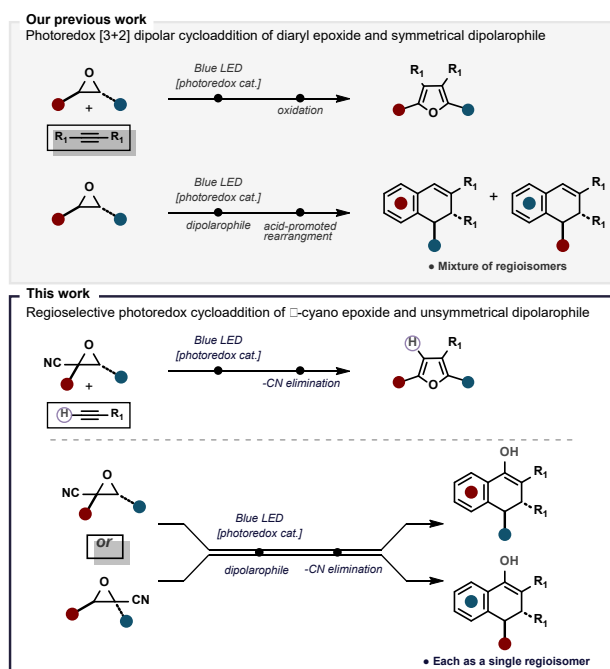 Our previous work
Photoredox [3+2] dipolar cycloaddition of diaryl epoxide and symmetrical dipolarophile
O
+
R1 R1
Blue LED
[photoredox cat.]
oxidation
R1 R1
O
O
Blue LED
[photoredox cat.]
dipolarophile
acid-promoted
rearrangment
R1
R1
+
R1
R1
● Mixture of regioisomers
This work
Regioselective photoredox cycloaddition of □-cyano epoxide and unsymmetrical dipolarophile
O
NC
+
H R1
Blue LED
[photoredox cat.]
-CN elimination
H R1
O
O
NC
or
O
CN
Blue LED
[photoredox cat.]
dipolarophile
-CN elimination
OH
R1
R1
OH
R1
R1
● Each as a single regioisomer